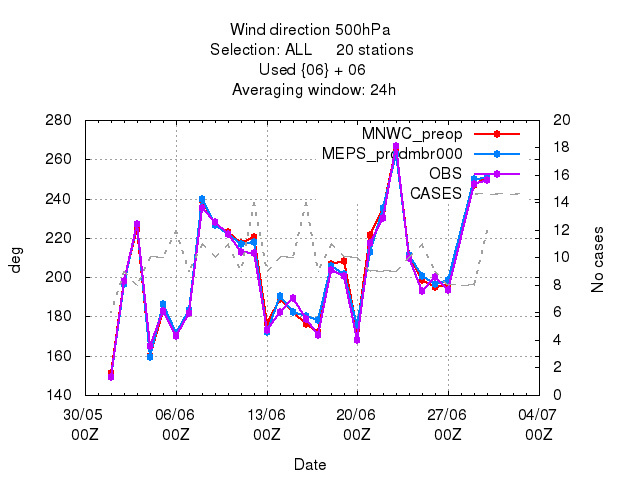 Wind direction 500hPa
Selection: ALL 20 stations
Used {06} + 06
Averaging window: 24h
MNWC_preop
MEPS_prodmbr000
OBS
CASES
deg
280
260
240
220
200
180
160
140
No cases
20
18
16
14
12
10
8
6
4
2
0
30/05 06/06 13/06 20/06 27/06 04/07
00Z 00Z 00Z 00Z 00Z 00Z
Date